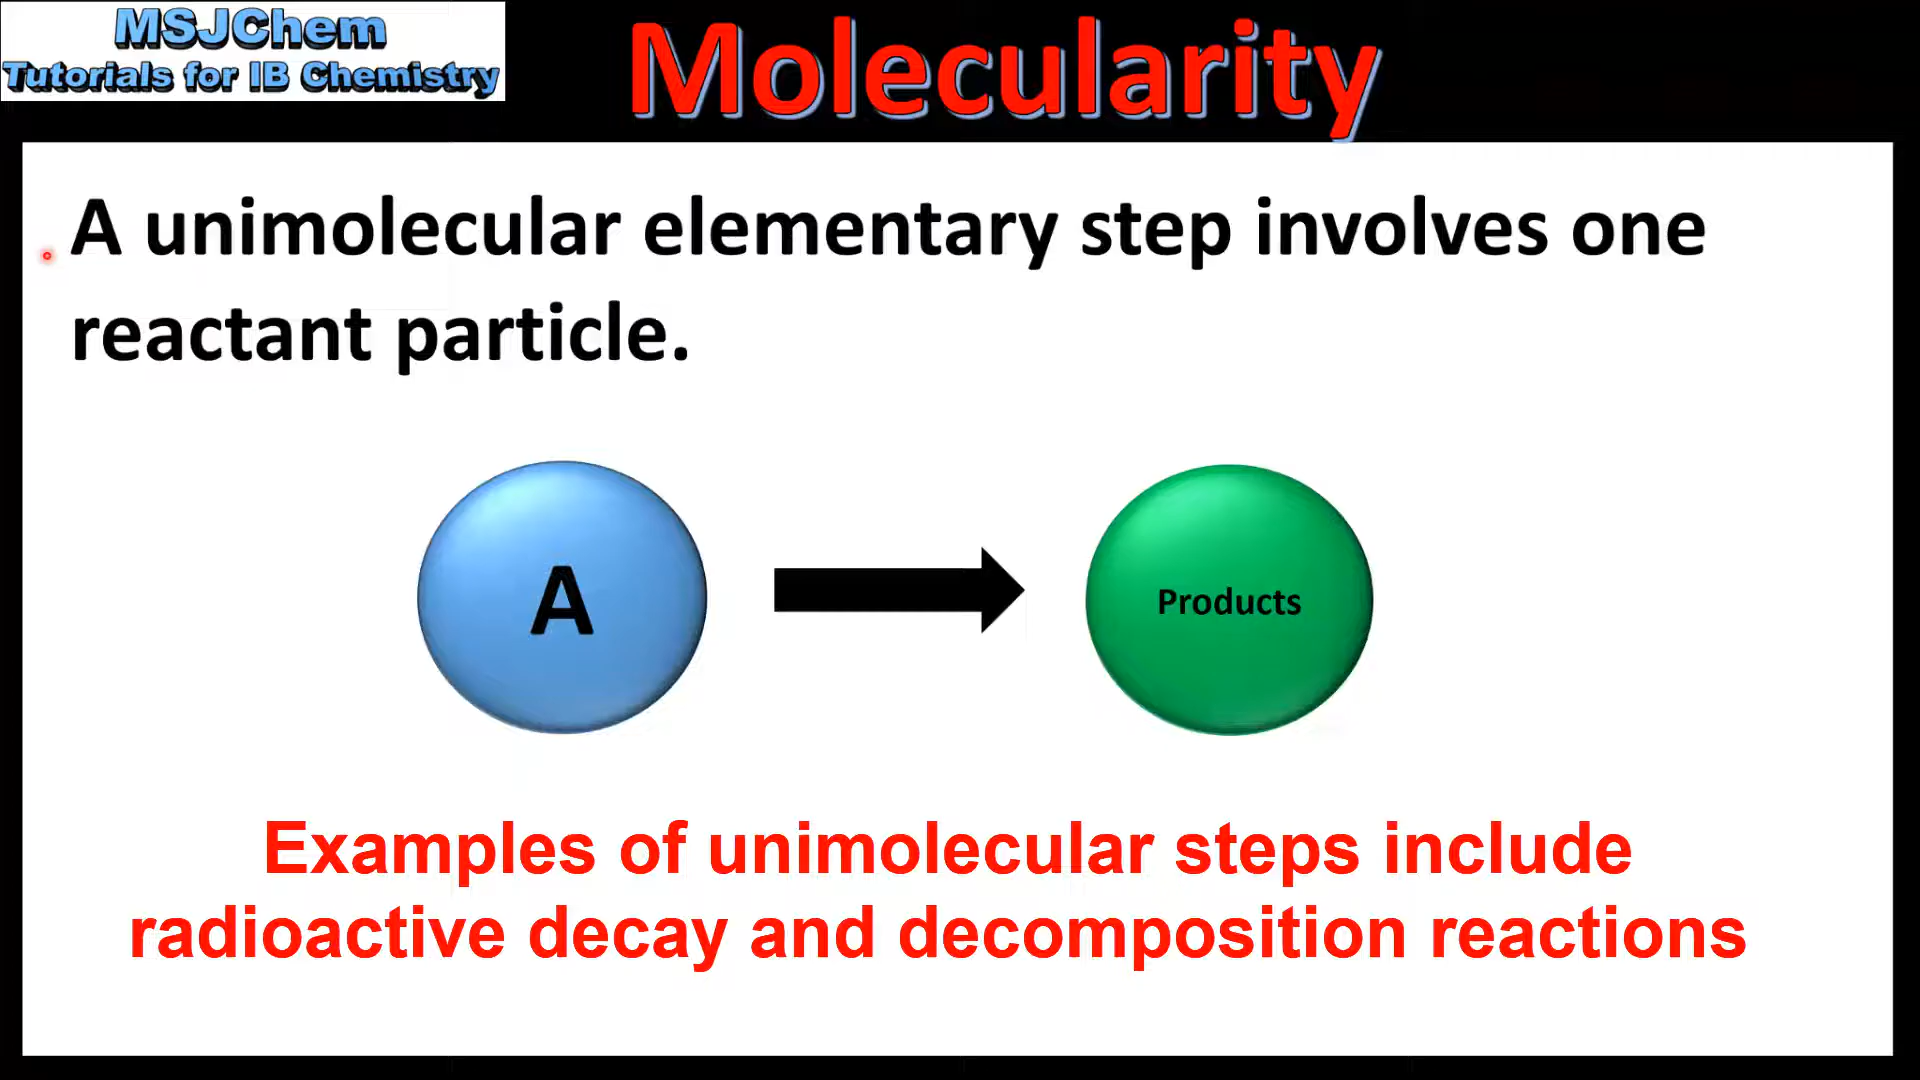 MSJChem
Tutorials for IB Chemistry
Molecularity
A unimolecular elementary step involves one
reactant particle.
A
Products
Examples of unimolecular steps include
radioactive decay and decomposition reactions